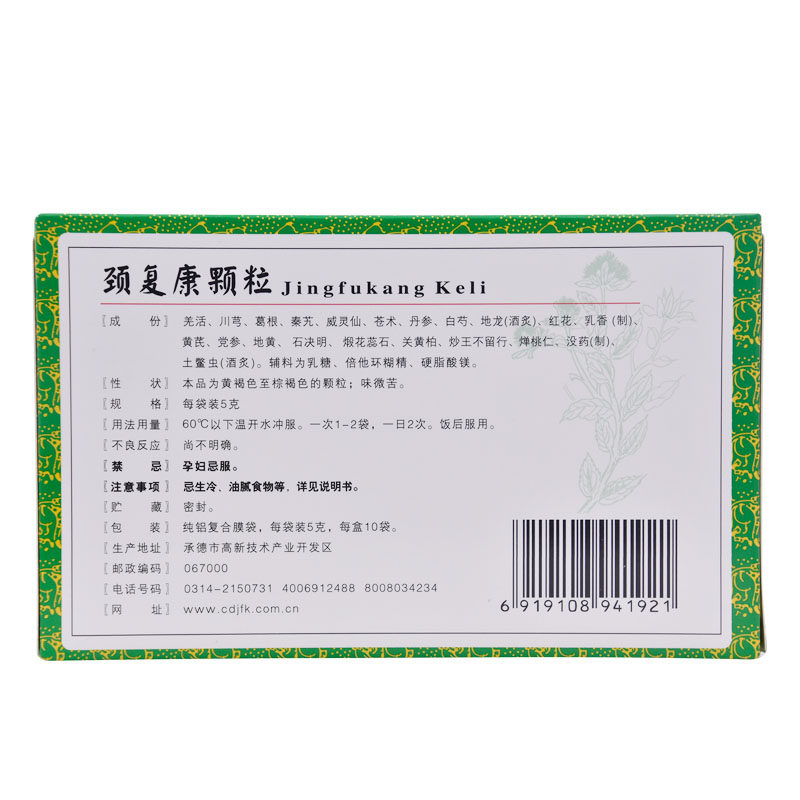 颈复康颗粒 Jingfukang Keli
〖成份〗 羌活、川芎、葛根、秦艽、威灵仙、苍术、丹参、白芍、地龙(酒炙)、红花、乳香(制)、
黄芪、党参、地黄、石决明、煅花蕊石、关黄柏、炒王不留行、燀桃仁、没药(制)、
土鳖虫(酒炙)。辅料为乳糖、倍他环糊精、硬脂酸镁。
〖性状〗 本品为黄褐色至棕褐色的颗粒；味微苦。
〖规格〗 每袋装5克
〖用法用量〗 60℃以下温开水冲服。一次1-2袋，一日2次。饭后服用。
〖不良反应〗 尚不明确。
〖禁忌〗 孕妇忌服。
〖注意事项〗 忌生冷、油腻食物等，详见说明书。
〖贮藏〗 密封。
〖包装〗 纯铝复合膜袋，每袋装5克，每盒10袋。
〖生产地址〗 承德市高新技术产业开发区
〖邮政编码〗 067000
〖电话号码〗 0314-2150731 4006912488 8008034234
〖网址〗 www.cdjfk.com.cn
6 919108 941921